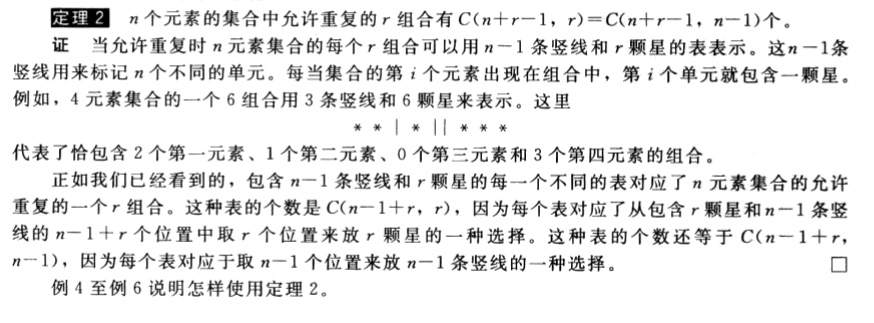 定理2 n个元素的集合中允许重复的r组合有C(n+r-1，r)=C(n+r-1，n-1)个。
证 当允许重复时n元素集合的每个r组合可以用n-1条竖线和r颗星的表表示。这n-1条
竖线用来标记n个不同的单元。每当集合的第i个元素出现在组合中，第i个单元就包含一颗星。
例如，4元素集合的一个6组合用3条竖线和6颗星来表示。这里
* * | * || * * *
代表了恰包含2个第一元素、1个第二元素、0个第三元素和3个第四元素的组合。
正如我们已经看到的，包含n-1条竖线和r颗星的每一个不同的表对应了n元素集合的允许
重复的一个r组合。这种表的个数是C(n-1+r，r)，因为每个表对应了从包含r颗星和n-1条竖
线的n-1+r个位置中取r个位置来放r颗星的一种选择。这种表的个数还等于C(n-1+r，
n-1)，因为每个表对应于取n-1个位置来放n-1条竖线的一种选择。 □
例4至例6说明怎样使用定理2。